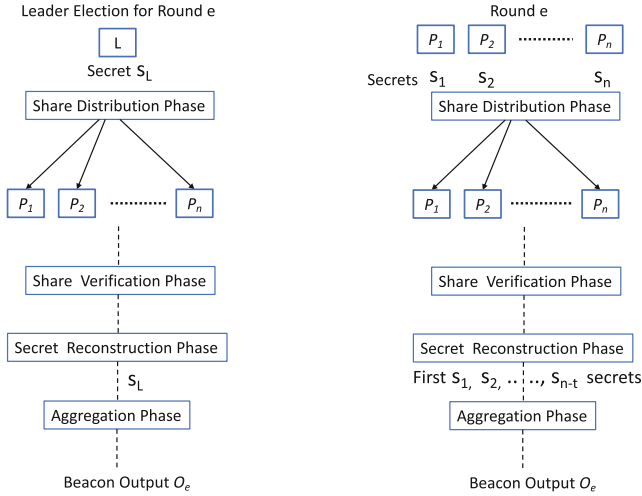 Leader Election for Round e
L
Secret S_L
Share Distribution Phase
P_1 P_2 ............ P_n
Share Verification Phase
Secret Reconstruction Phase
S_L
Aggregation Phase
Beacon Output O_e
Round e
P_1 P_2 ............ P_n
Secrets S_1 S_2 S_n
Share Distribution Phase
P_1 P_2 ............ P_n
Share Verification Phase
Secret Reconstruction Phase
First S_1, S_2, .. .., S_n-t secrets
Aggregation Phase
Beacon Output O_e